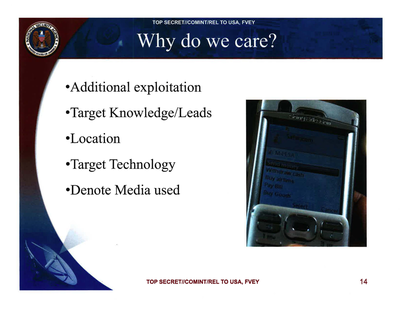 TOP SECRET//COMINT/REL TO USA, FVEY
Why do we care?
•Additional exploitation
•Target Knowledge/Leads
•Location
•Target Technology
•Denote Media used
TOP SECRET//COMINT/REL TO USA, FVEY
14